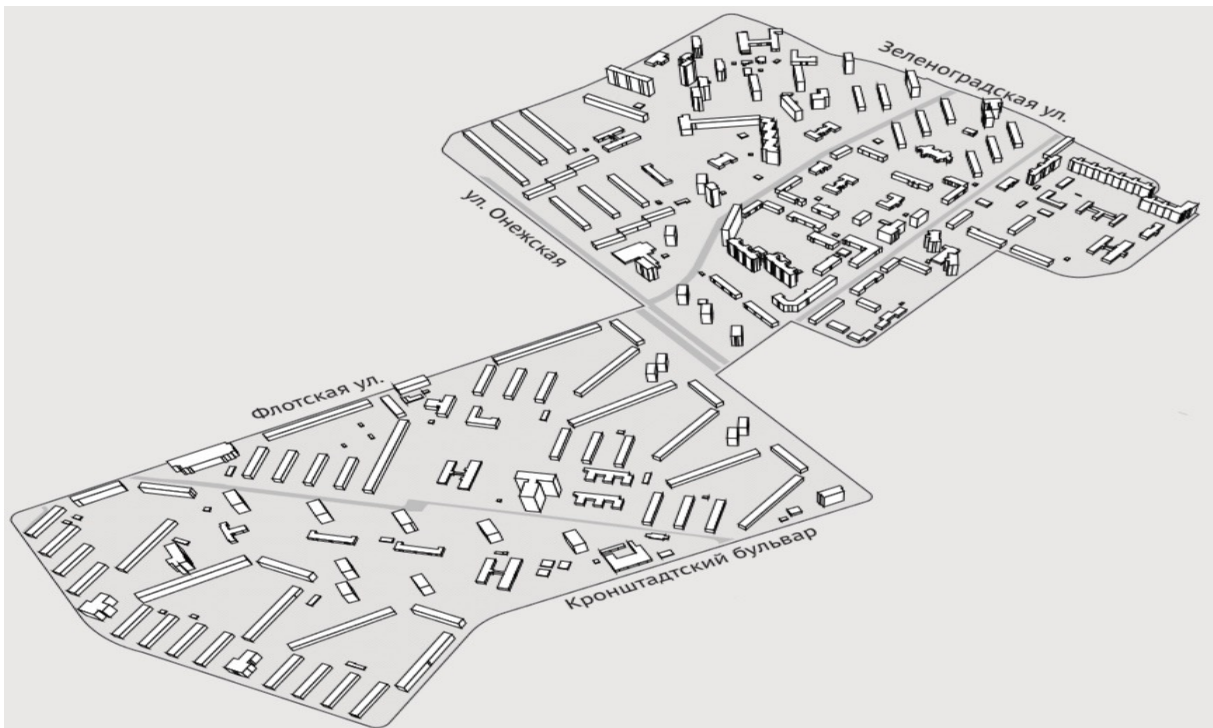 Зеленоградская ул.
ул. Онежская
Флотская ул.
Кронштадтский бульвар